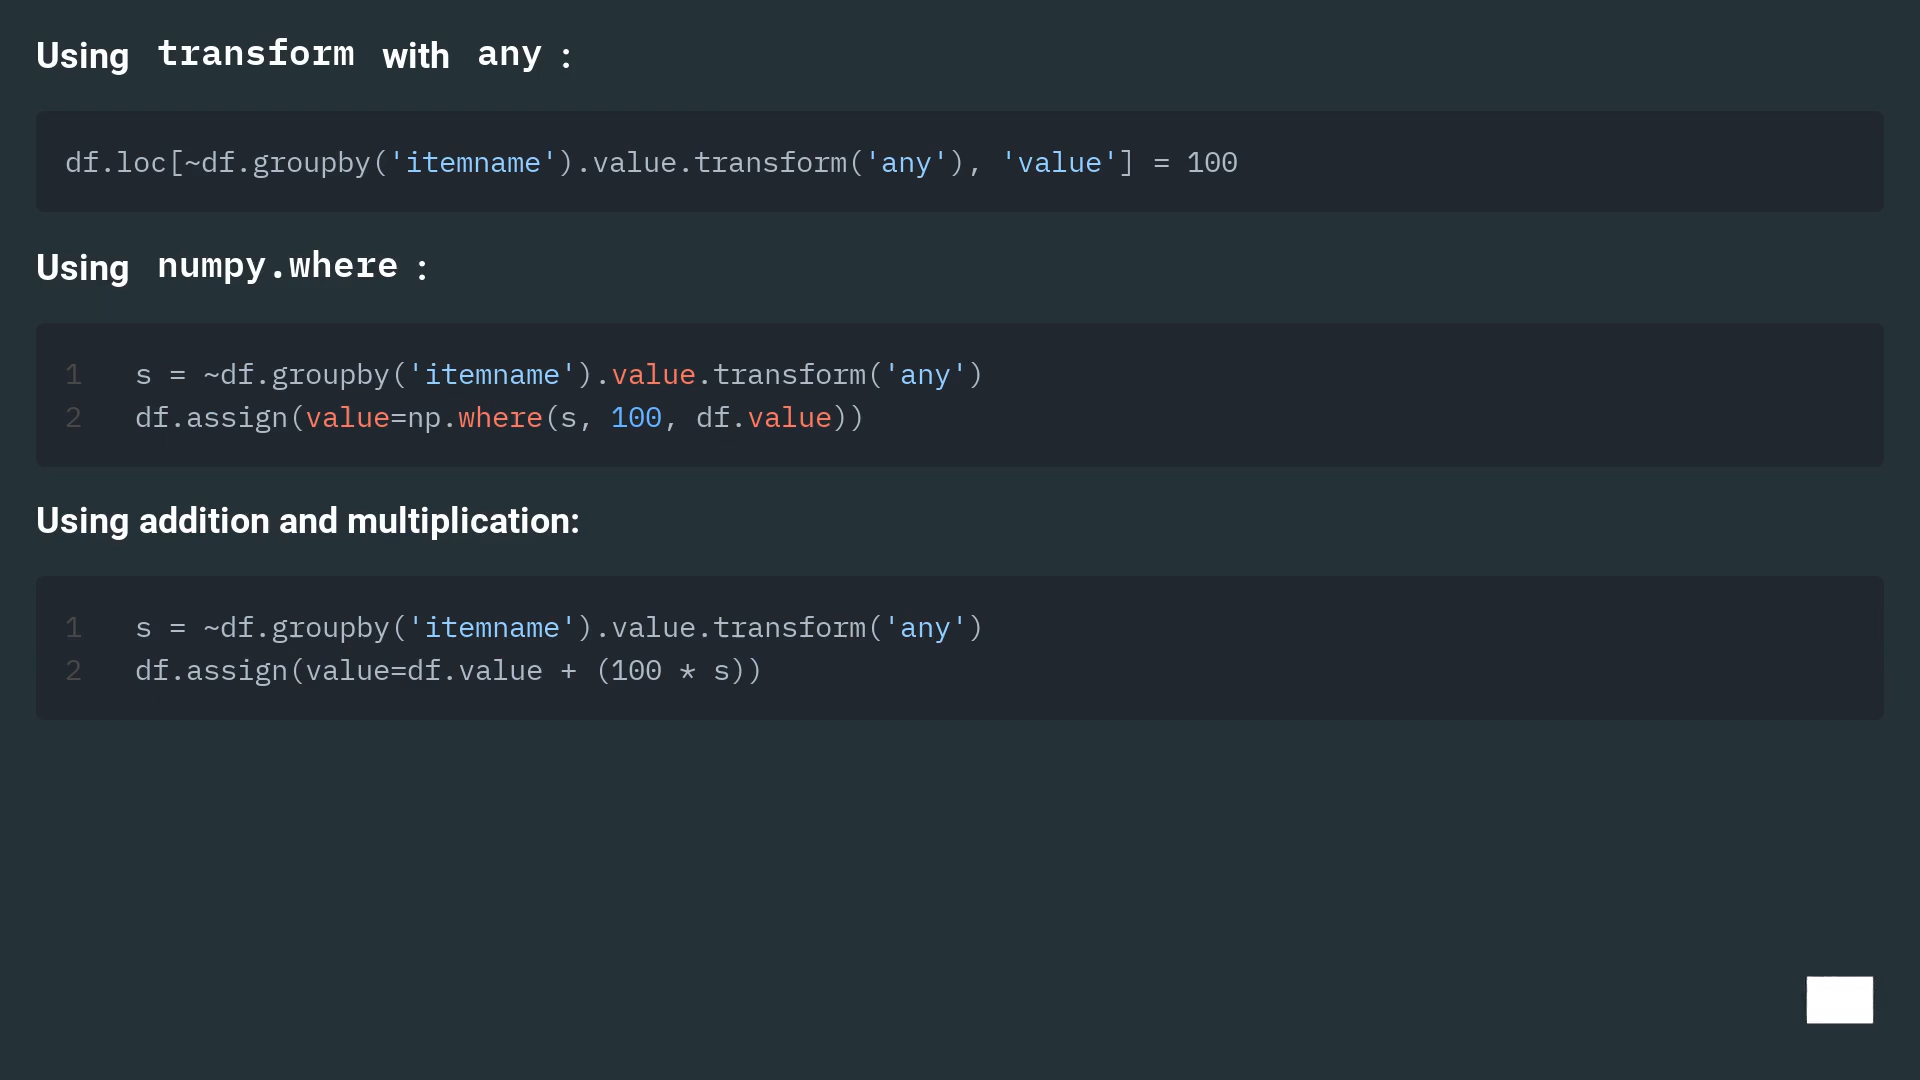 Using transform with any :
df.loc[~df.groupby('itemname').value.transform('any'), 'value'] = 100
Using numpy.where :
1 s = ~df.groupby('itemname').value.transform('any')
2 df.assign(value=np.where(s, 100, df.value))
Using addition and multiplication:
1 s = ~df.groupby('itemname').value.transform('any')
2 df.assign(value=df.value + (100 * s))